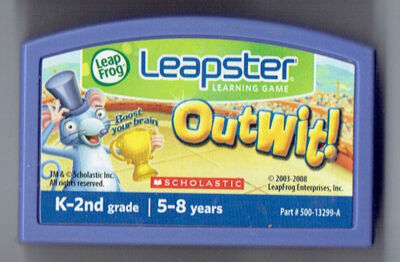 Leap
Frog
Leapster
LEARNING GAME
Boost
your brain
OutWit!
TM & © Scholastic Inc.
All rights reserved.
SCHOLASTIC
© 2003-2008
LeapFrog Enterprises, Inc.
K-2nd grade | 5-8 years
Part # 500-13299-A